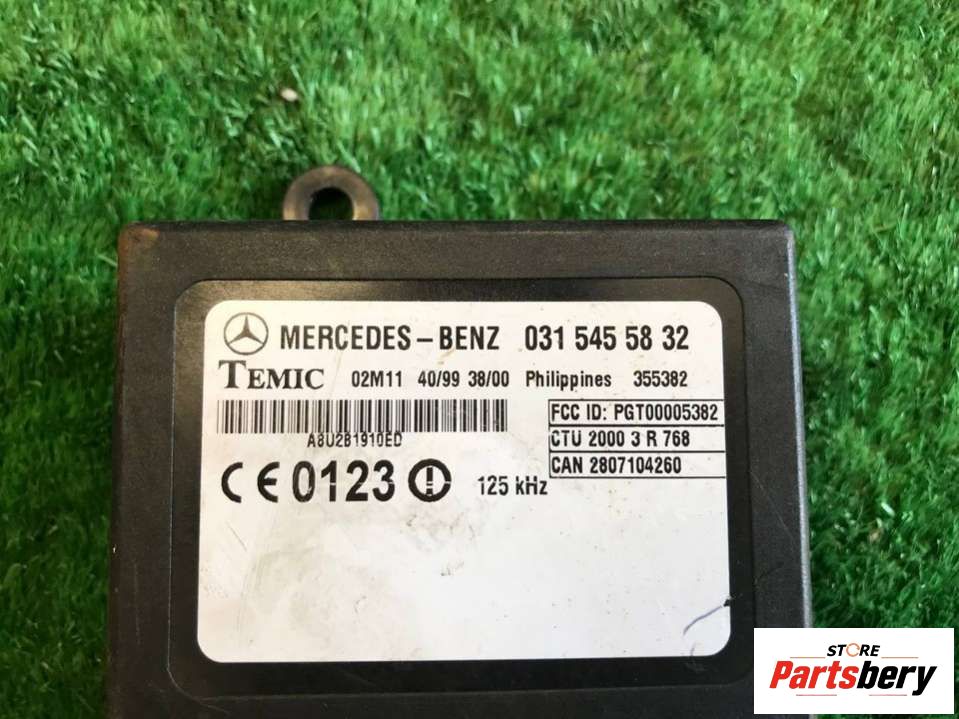 MERCEDES-BENZ 031 545 58 32
TEMIC 02M11 40/99 38/00 Philippines 355382
FCC ID: PGT00005382
A8U2B1910ED
CTU 2000 3 R 768
CAN 2807104260
CE 0123 125 kHz
STORE
Partsbery